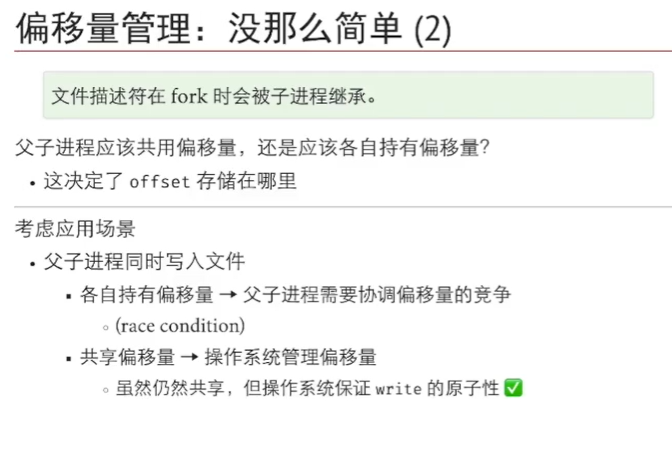 偏移量管理：没那么简单 (2)
文件描述符在 fork 时会被子进程继承。
父子进程应该共用偏移量，还是应该各自持有偏移量？
• 这决定了 offset 存储在哪里
考虑应用场景
• 父子进程同时写入文件
▪ 各自持有偏移量 → 父子进程需要协调偏移量的竞争
◦ (race condition)
▪ 共享偏移量 → 操作系统管理偏移量
◦ 虽然仍然共享，但操作系统保证 write 的原子性 ✅